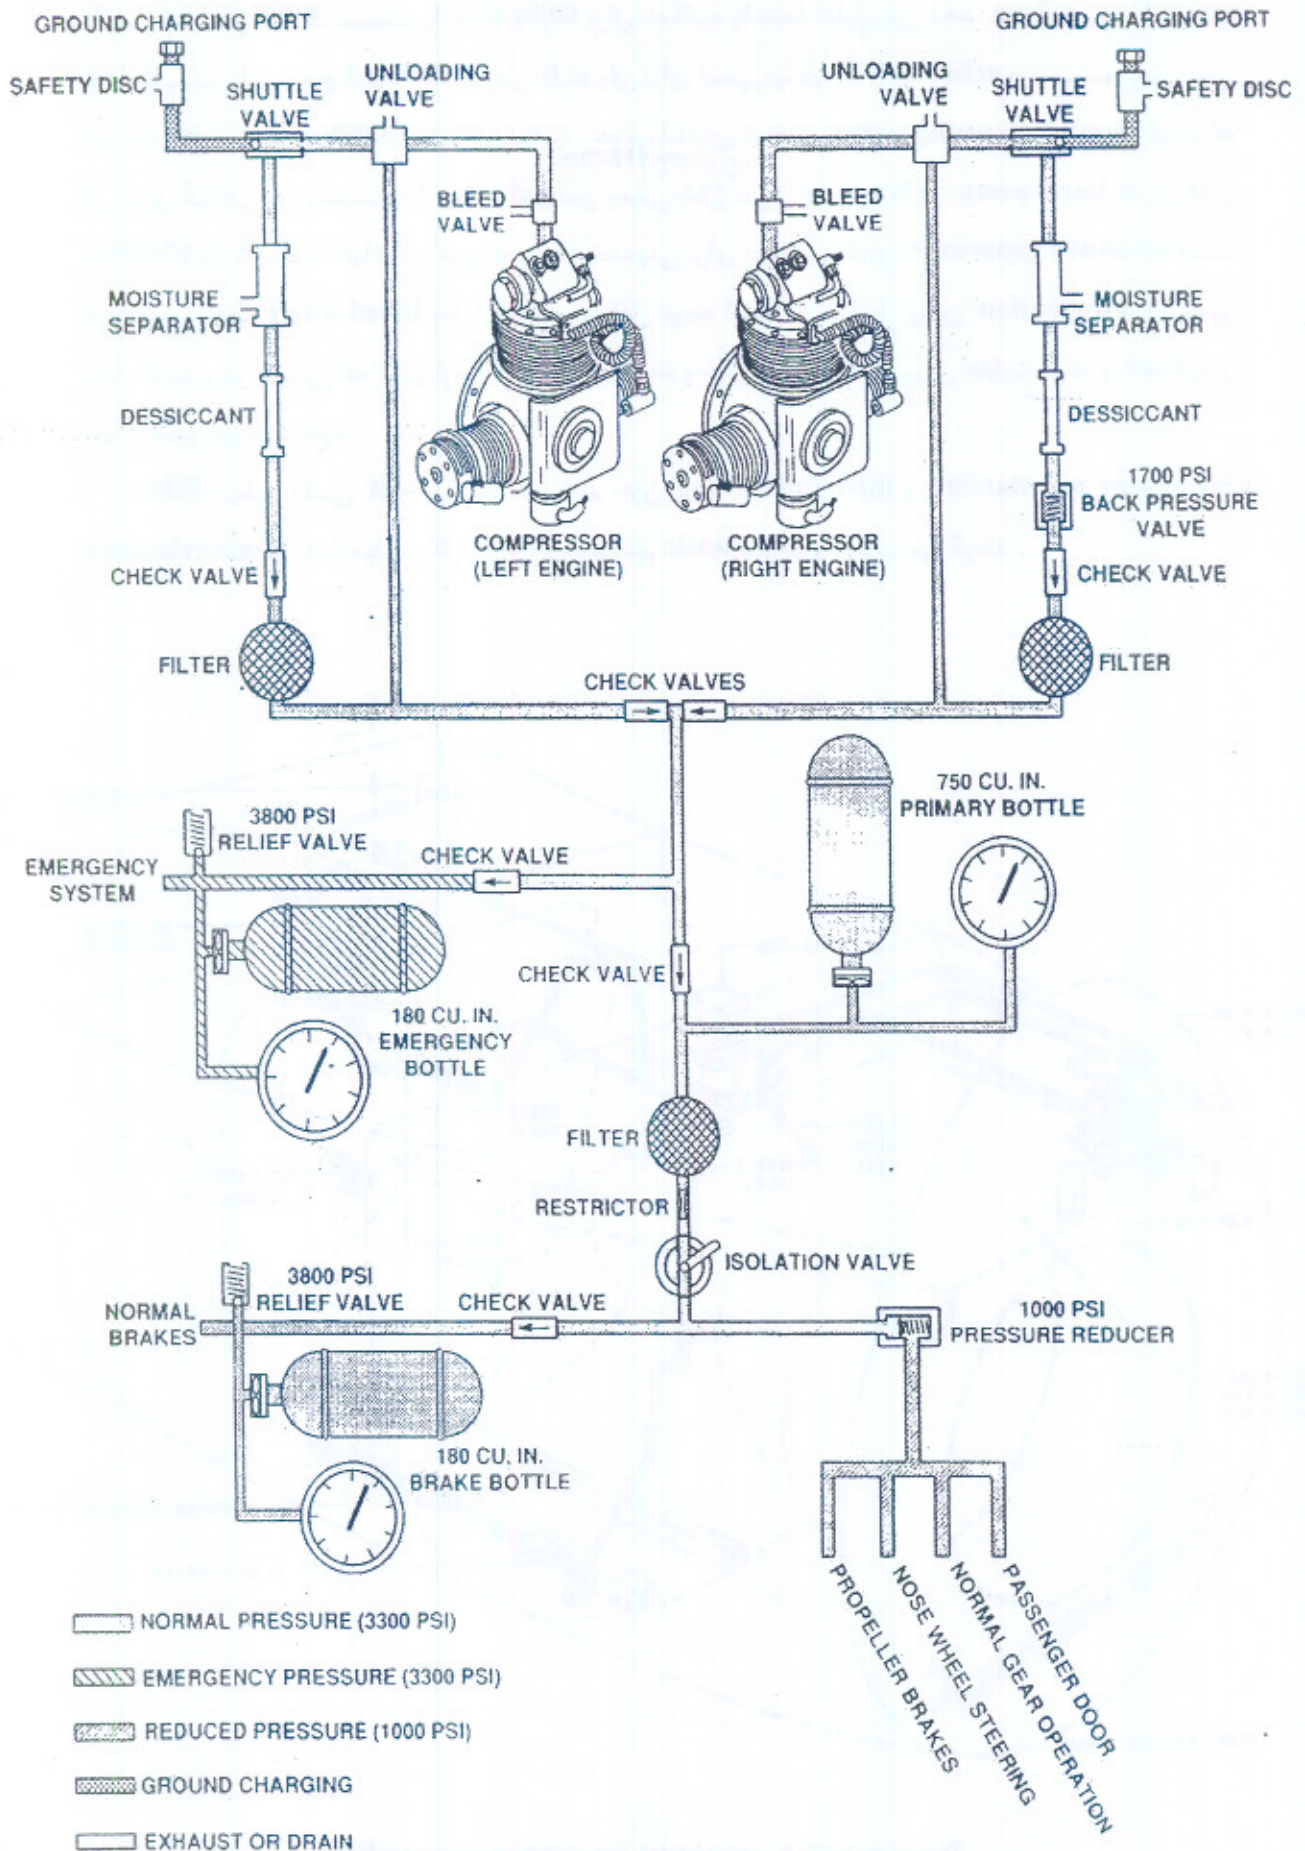 GROUND CHARGING PORT
GROUND CHARGING PORT
SAFETY DISC
SHUTTLE
VALVE
UNLOADING
VALVE
UNLOADING
VALVE
SHUTTLE
VALVE
SAFETY DISC
BLEED
VALVE
BLEED
VALVE
MOISTURE
SEPARATOR
MOISTURE
SEPARATOR
DESSICCANT
DESSICCANT
1700 PSI
BACK PRESSURE
VALVE
COMPRESSOR
(LEFT ENGINE)
COMPRESSOR
(RIGHT ENGINE)
CHECK VALVE
CHECK VALVE
FILTER
FILTER
CHECK VALVES
750 CU. IN.
PRIMARY BOTTLE
3800 PSI
RELIEF VALVE
CHECK VALVE
EMERGENCY
SYSTEM
CHECK VALVE
180 CU. IN.
EMERGENCY
BOTTLE
FILTER
RESTRICTOR
ISOLATION VALVE
3800 PSI
RELIEF VALVE
CHECK VALVE
NORMAL
BRAKES
1000 PSI
PRESSURE REDUCER
180 CU. IN.
BRAKE BOTTLE
PROPELLER BRAKES
NOSE WHEEL STEERING
NORMAL GEAR OPERATION
PASSENGER DOOR
NORMAL PRESSURE (3300 PSI)
EMERGENCY PRESSURE (3300 PSI)
REDUCED PRESSURE (1000 PSI)
GROUND CHARGING
EXHAUST OR DRAIN